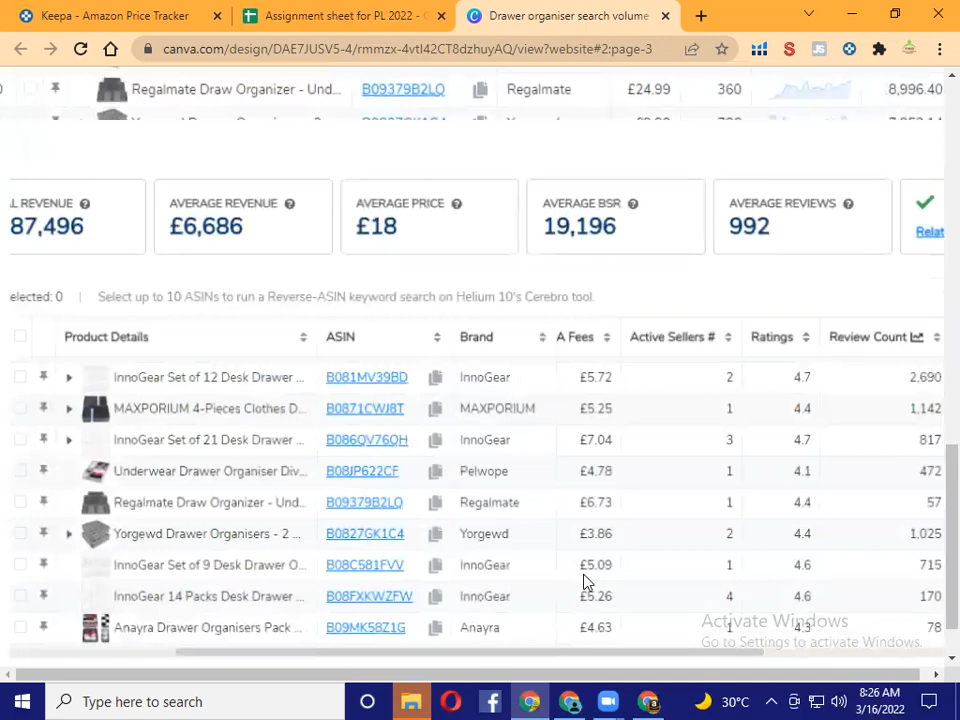 Keepa - Amazon Price Tracker
Assignment sheet for PL 2022 - G
Drawer organiser search volume
canva.com/design/DAE7JUSV5-4/rmmzx-4vtI42CT8dzhuyAQ/view?website#2:page-3
0 Regalmate Draw Organizer - Und... B09379B2LQ Regalmate £24.99 360 8,996.40
L REVENUE AVERAGE REVENUE AVERAGE PRICE AVERAGE BSR AVERAGE REVIEWS
87,496 £6,686 £18 19,196 992 Relat
elected: 0 | Select up to 10 ASINs to run a Reverse-ASIN keyword search on Helium 10's Cerebro tool.
Product Details ASIN Brand A Fees Active Sellers # Ratings Review Count
InnoGear Set of 12 Desk Drawer ... B081MV39BD InnoGear £5.72 2 4.7 2,690
MAXPORIUM 4-Pieces Clothes D... B0871CWJ8T MAXPORIUM £5.25 1 4.4 1,142
InnoGear Set of 21 Desk Drawer ... B086QV76QH InnoGear £7.04 3 4.7 817
Underwear Drawer Organiser Div... B08JP622CF Pelwope £4.78 1 4.1 472
Regalmate Draw Organizer - Und... B09379B2LQ Regalmate £6.73 1 4.4 57
Yorgewd Drawer Organisers - 2 ... B0827GK1C4 Yorgewd £3.86 2 4.4 1,025
InnoGear Set of 9 Desk Drawer O... B08C581FVV InnoGear £5.09 1 4.6 715
InnoGear 14 Packs Desk Drawer ... B08FXKWZFW InnoGear £5.26 4 4.6 170
Anayra Drawer Organisers Pack ... B09MK58Z1G Anayra £4.63 1 4.3 78
Activate Windows
Go to Settings to activate Windows.
Type here to search
30°C
8:26 AM
3/16/2022